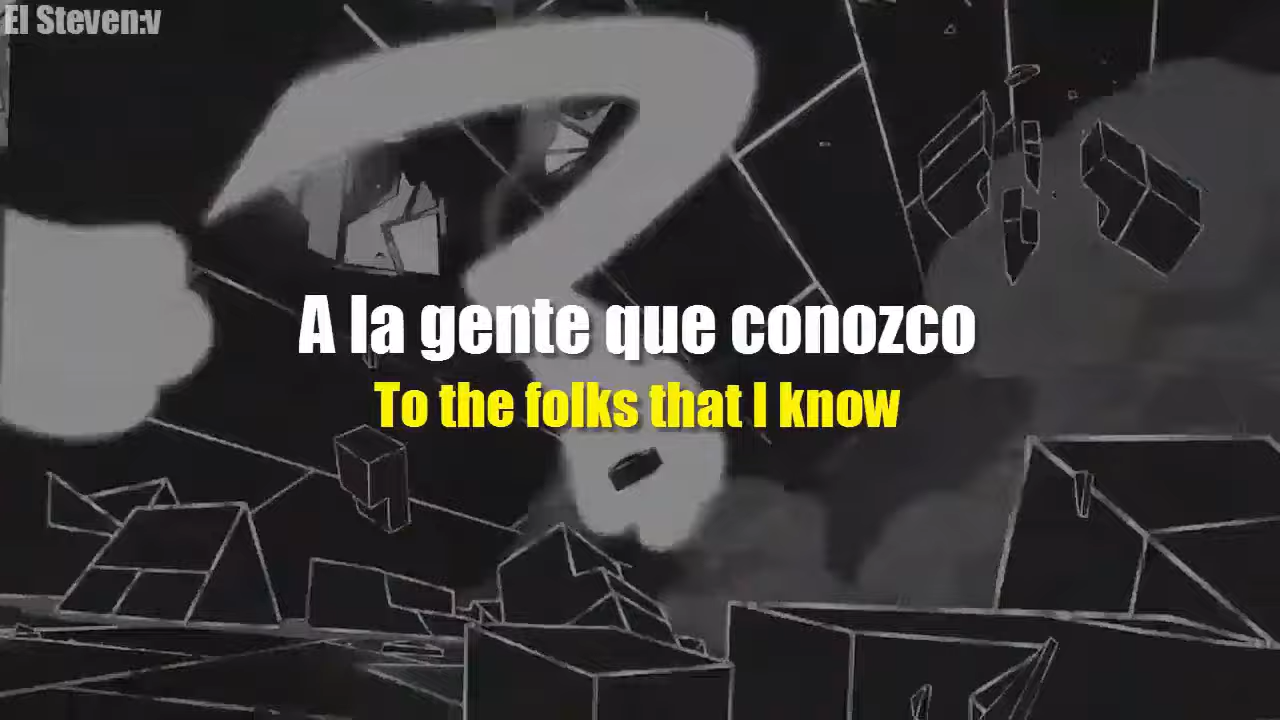 El Steven:v
A la gente que conozco
To the folks that I know